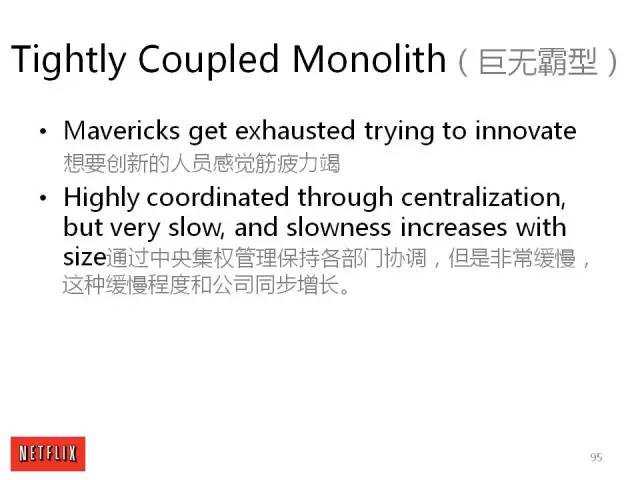 Tightly Coupled Monolith（巨无霸型）
• Mavericks get exhausted trying to innovate
想要创新的人员感觉筋疲力竭
• Highly coordinated through centralization,
but very slow, and slowness increases with
size通过中央集权管理保持各部门协调，但是非常缓慢，
这种缓慢程度和公司同步增长。
NETFLIX
95